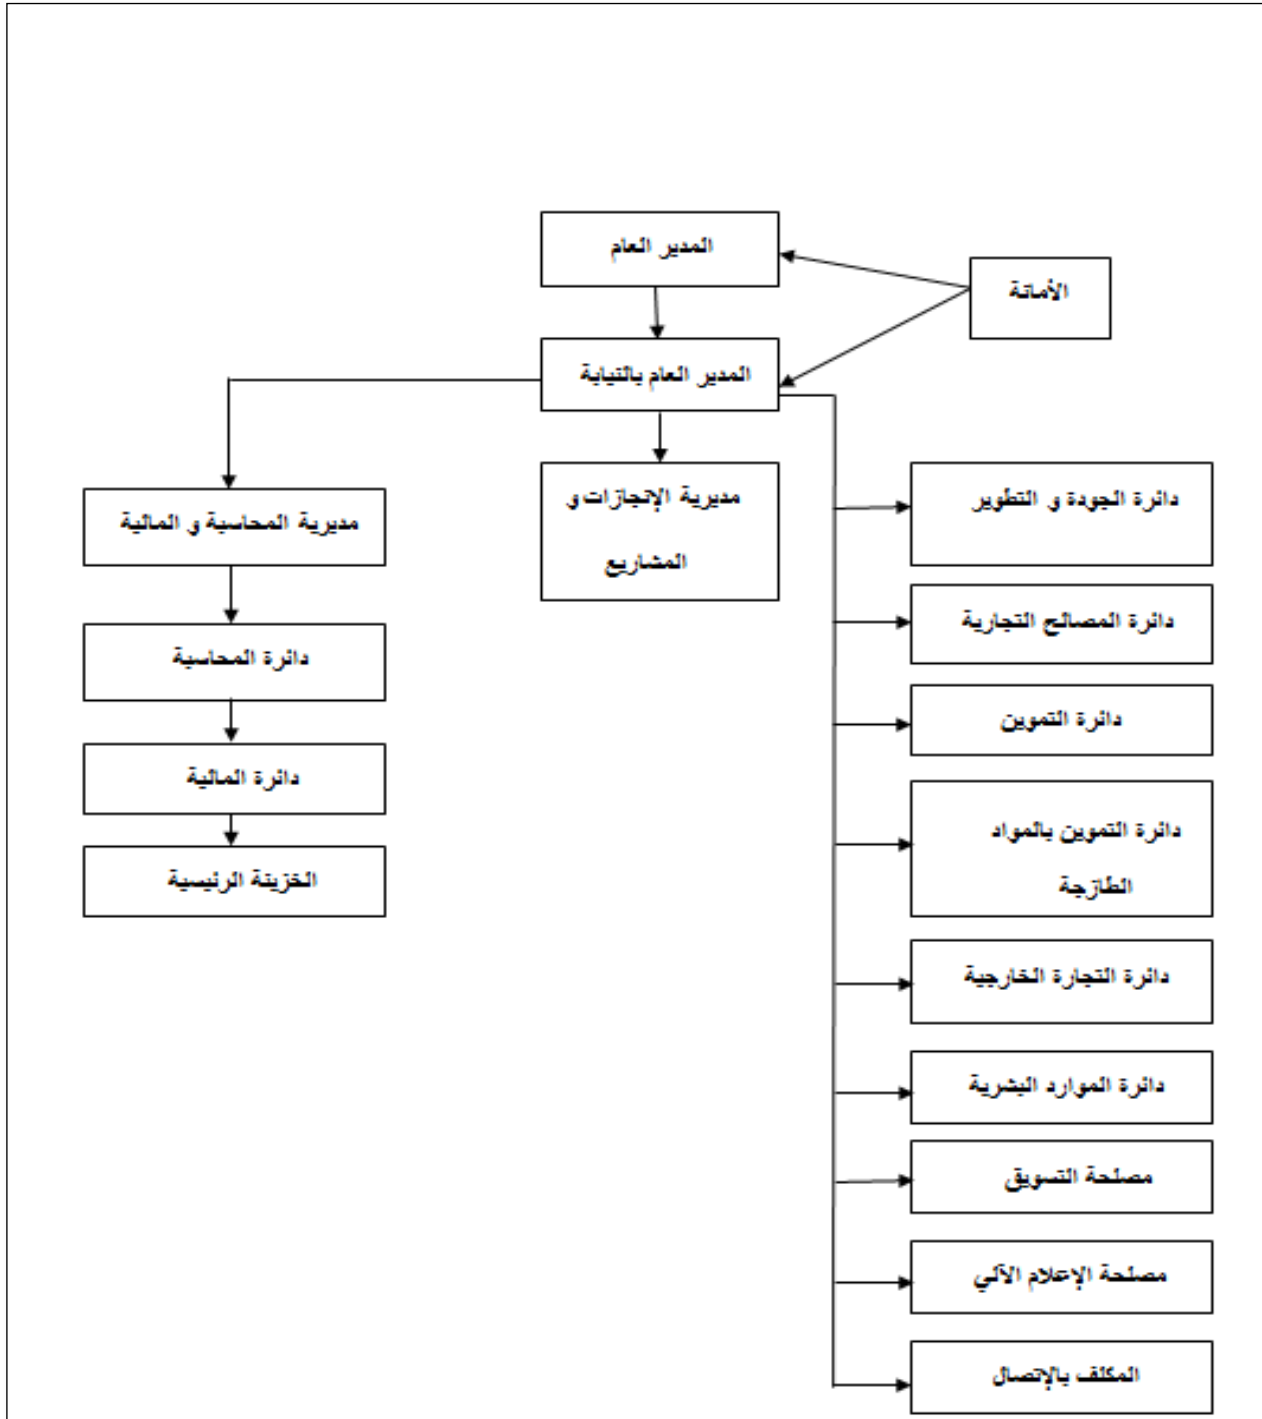 المدير العام
الأمانة
المدير العام بالنيابة
مديرية المحاسبة و المالية
دائرة المحاسبة
دائرة المالية
الخزينة الرئيسية
مديرية الإنجازات و
المشاريع
دائرة الجودة و التطوير
دائرة المصالح التجارية
دائرة التموين
دائرة التموين بالمواد
الطازجة
دائرة التجارة الخارجية
دائرة الموارد البشرية
مصلحة التسويق
مصلحة الإعلام الآلي
المكلف بالإتصال